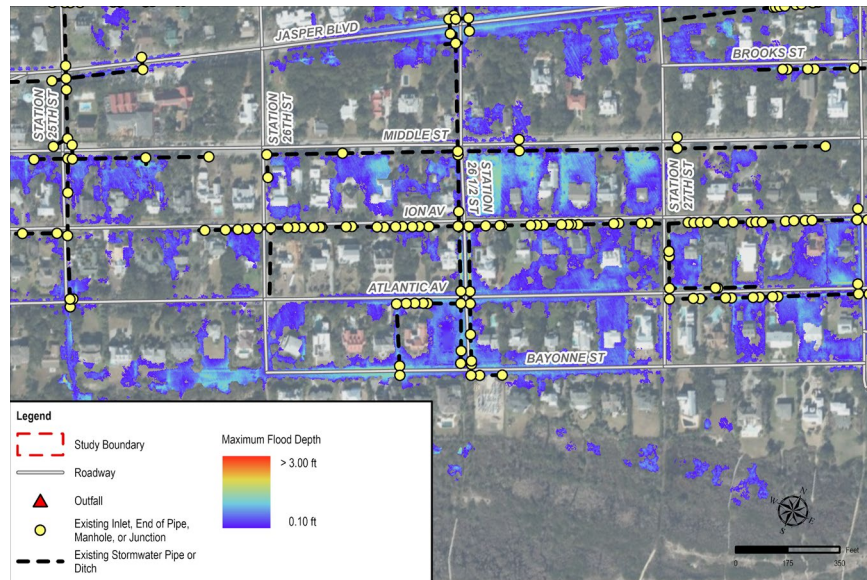 JASPER BLVD
BROOKS ST
STATION
25TH ST
STATION
26TH ST
MIDDLE ST
STATION
26 1/2 ST
STATION
27TH ST
ION AV
ATLANTIC AV
BAYONNE ST
Legend
Study Boundary
Roadway
Outfall
Existing Inlet, End of Pipe,
Manhole, or Junction
Existing Stormwater Pipe or
Ditch
Maximum Flood Depth
> 3.00 ft
0.10 ft
N
W
E
S
Feet
0
175
350